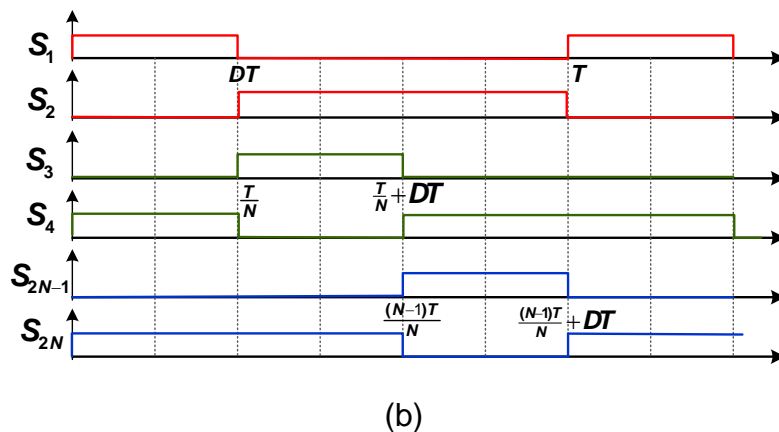 S₁
DT
T
S₂
S₃
T/N
T/N + DT
S₄
S₂N₋₁
(N–1)T/N
(N–1)T/N + DT
S₂N
(b)